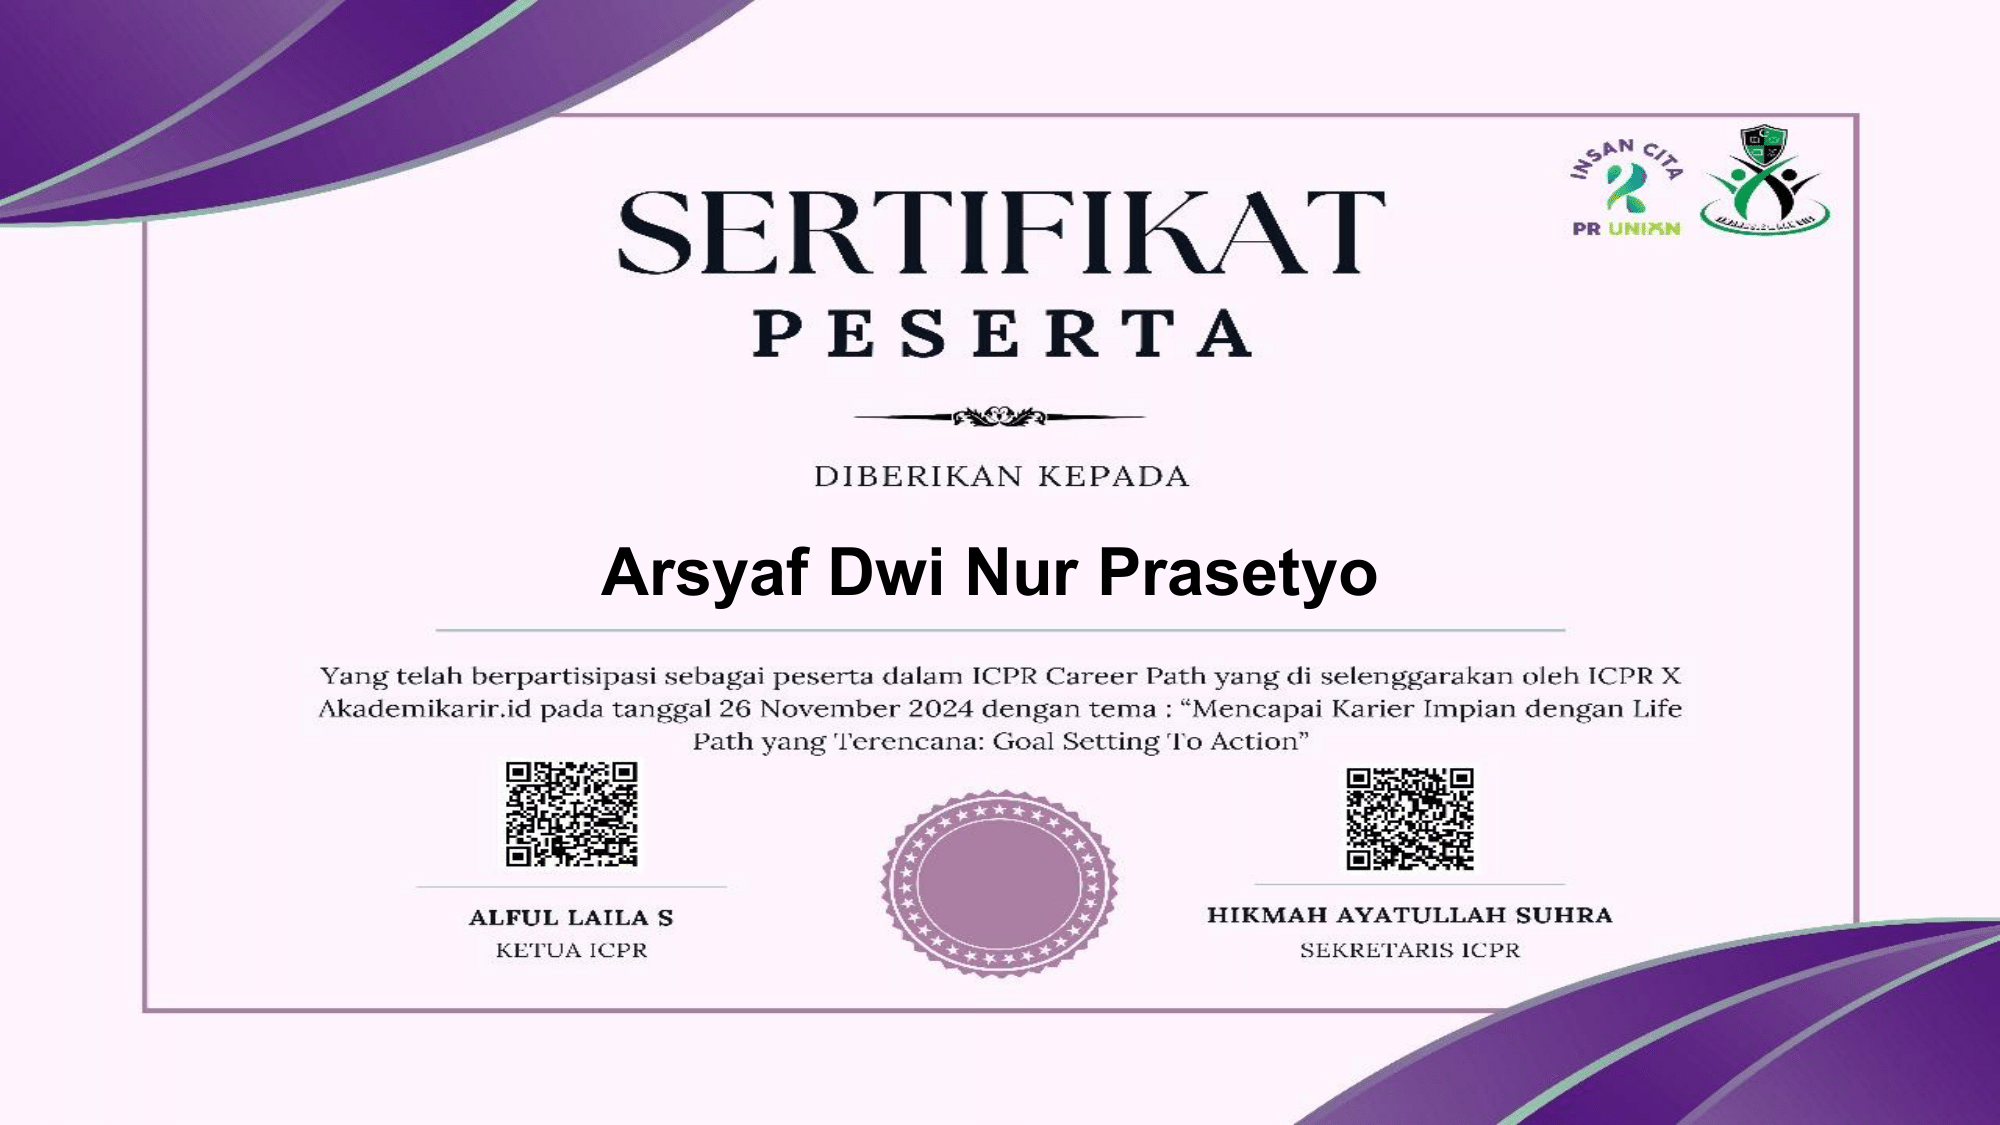 INSAN CITA
PR UNION
SERTIFIKAT
PESERTA
DIBERIKAN KEPADA
Arsyaf Dwi Nur Prasetyo
Yang telah berpartisipasi sebagai peserta dalam ICPR Career Path yang di selenggarakan oleh ICPR X
Akademikarir.id pada tanggal 26 November 2024 dengan tema : “Mencapai Karier Impian dengan Life
Path yang Terencana: Goal Setting To Action”
ALFUL LAILA S
KETUA ICPR
HIKMAH AYATULLAH SUHRA
SEKRETARIS ICPR